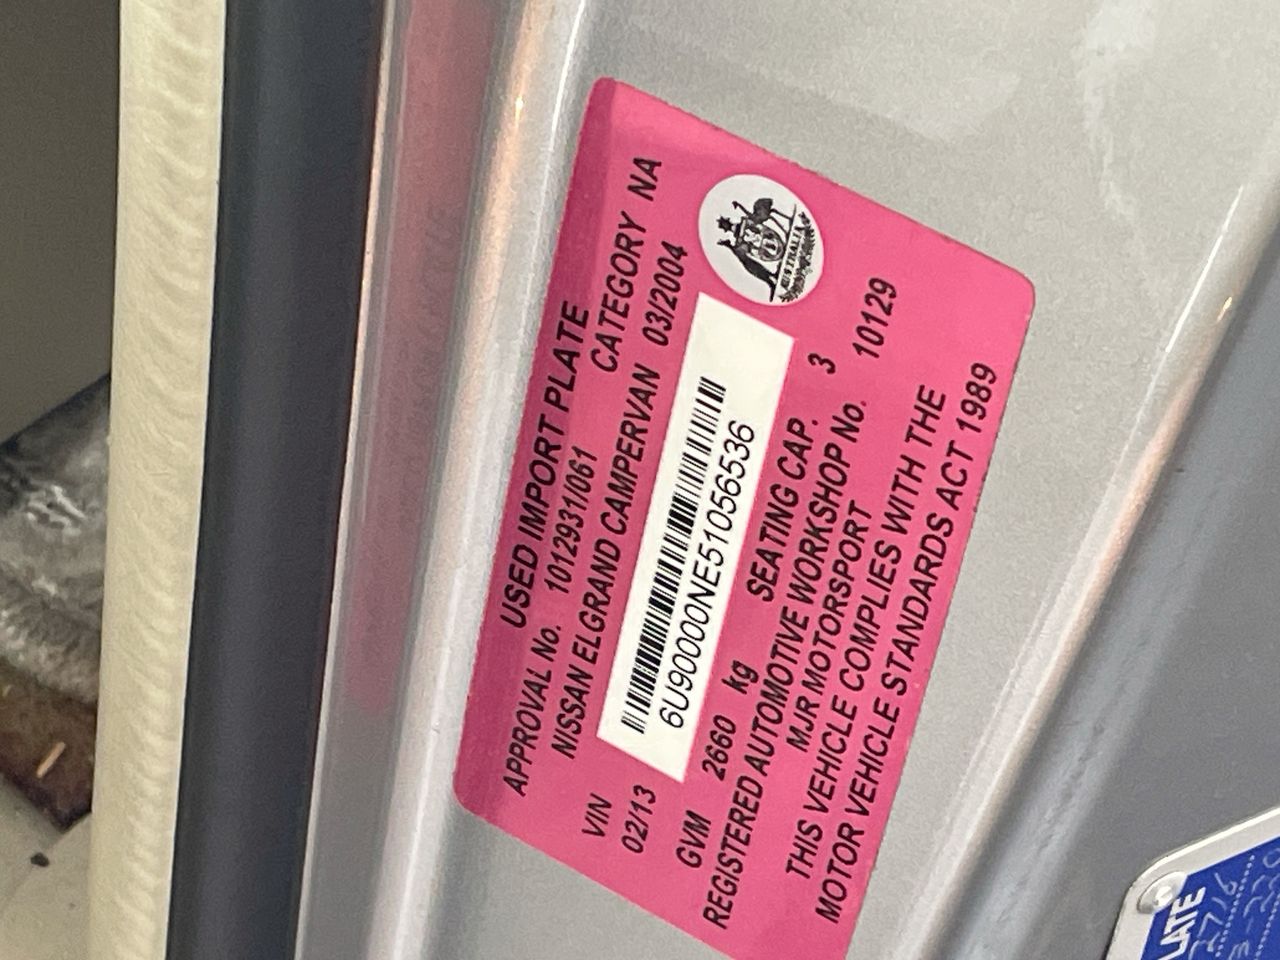 USED IMPORT PLATE
APPROVAL No. 1012931/061 CATEGORY NA
NISSAN ELGRAND CAMPERVAN 03/2004
VIN
02/13
6U90000NE51056536
AUSTRALIA
GVM 2660 kg SEATING CAP. 3
REGISTERED AUTOMOTIVE WORKSHOP No. 10129
MJR MOTORSPORT
THIS VEHICLE COMPLIES WITH THE
MOTOR VEHICLE STANDARDS ACT 1989